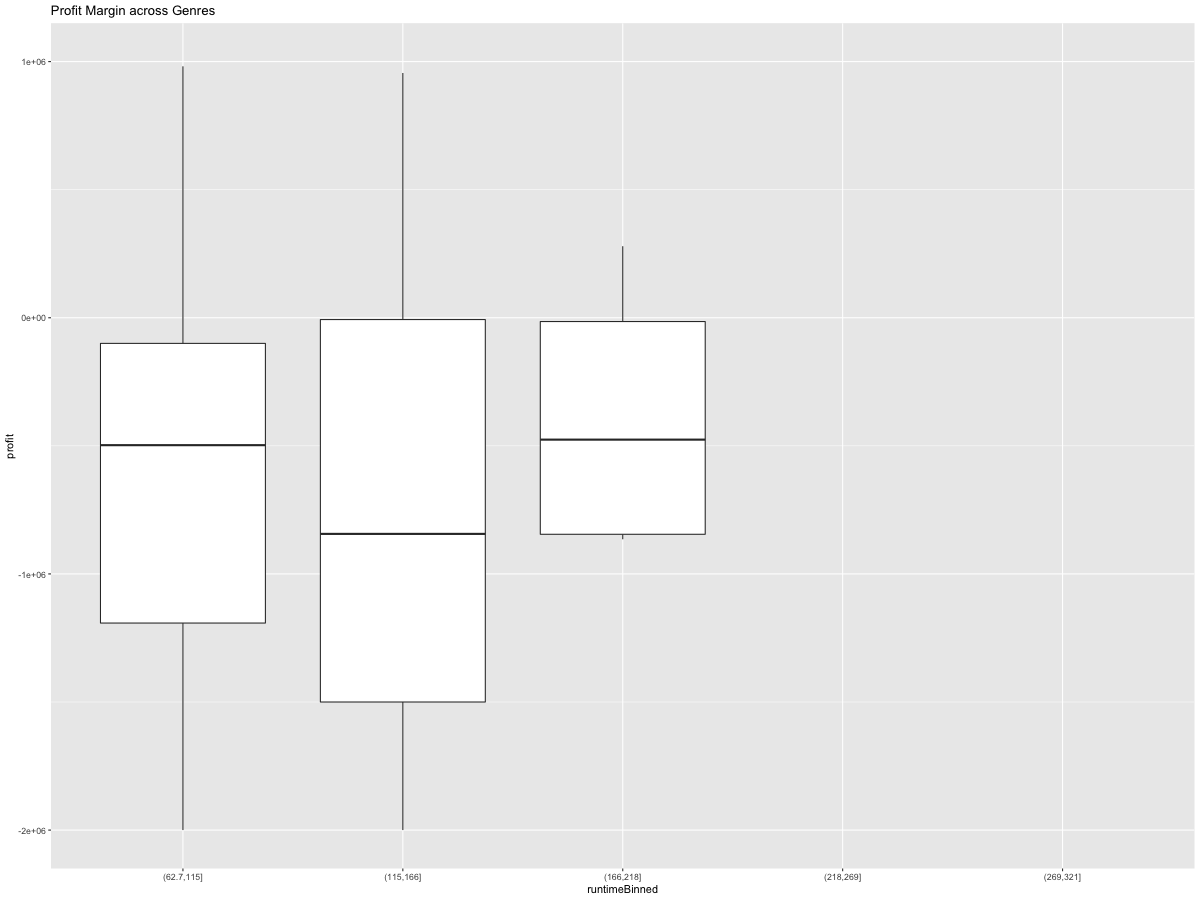 Profit Margin across Genres
1e+06
0e+00
-1e+06
-2e+06
profit
(62.7,115]
(115,166]
(166,218]
(218,269]
(269,321]
runtimeBinned